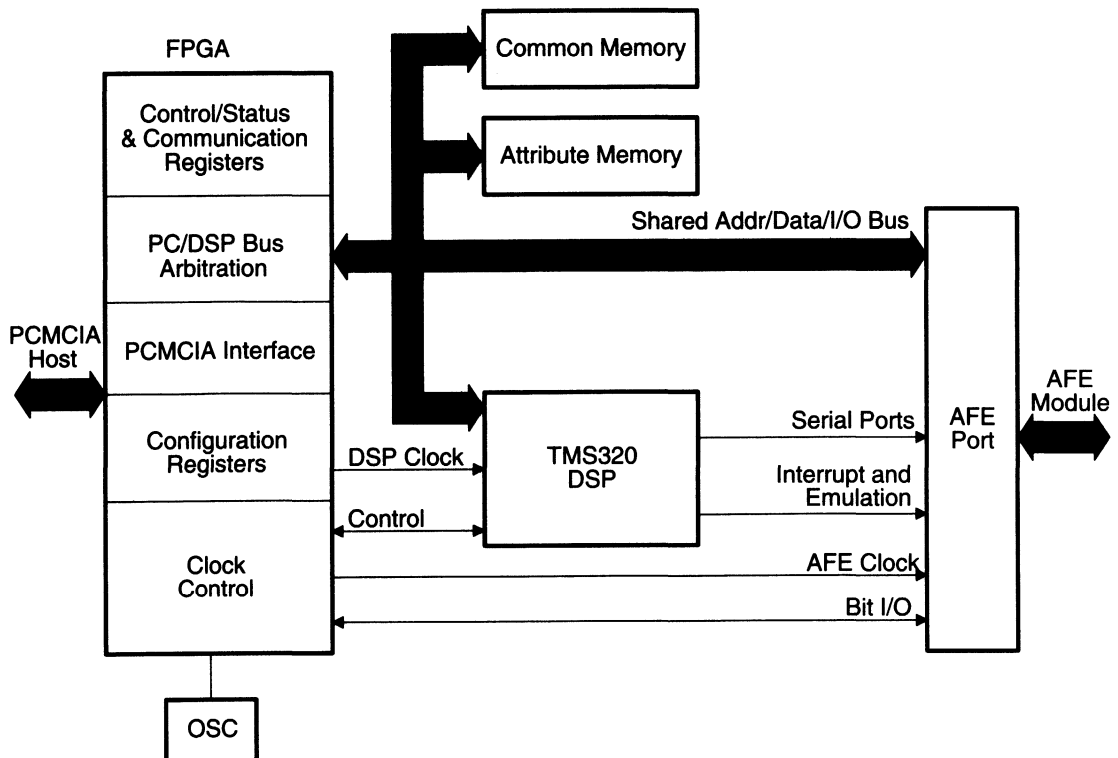 FPGA
Control/Status
& Communication
Registers
PC/DSP Bus
Arbitration
PCMCIA Interface
Configuration
Registers
Clock
Control
OSC
PCMCIA
Host
Common Memory
Attribute Memory
Shared Addr/Data/I/O Bus
DSP Clock
Control
TMS320
DSP
Serial Ports
Interrupt and
Emulation
AFE Clock
Bit I/O
AFE
Port
AFE
Module